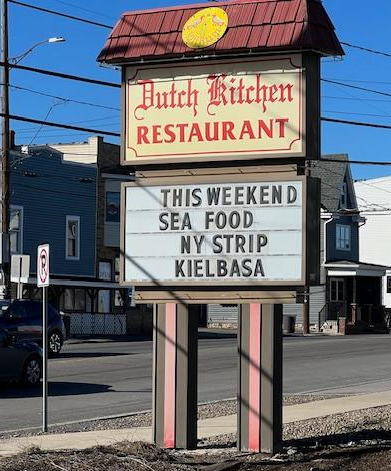 Dutch Kitchen
RESTAURANT
THIS WEEKEND
SEA FOOD
NY STRIP
KIELBASA